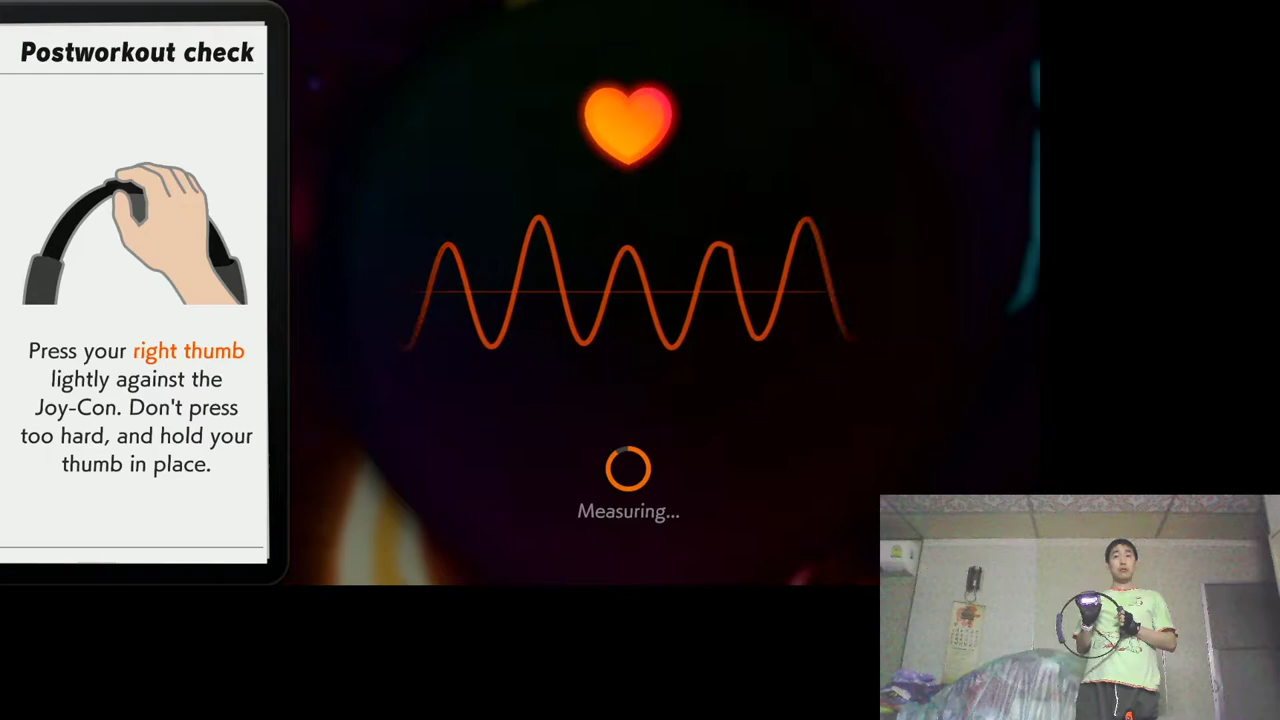 Postworkout check
Press your right thumb
lightly against the
Joy-Con. Don't press
too hard, and hold your
thumb in place.
Measuring...